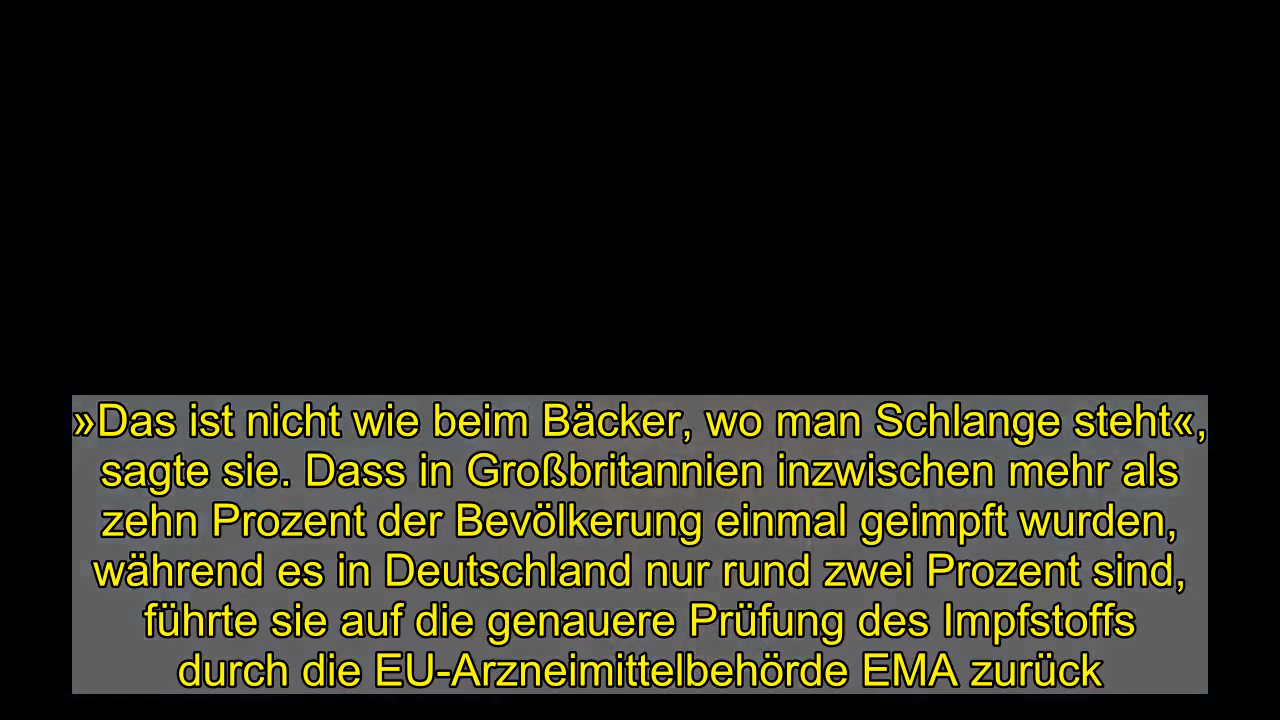 »Das ist nicht wie beim Bäcker, wo man Schlange steht«,
sagte sie. Dass in Großbritannien inzwischen mehr als
zehn Prozent der Bevölkerung einmal geimpft wurden,
während es in Deutschland nur rund zwei Prozent sind,
führte sie auf die genauere Prüfung des Impfstoffs
durch die EU-Arzneimittelbehörde EMA zurück